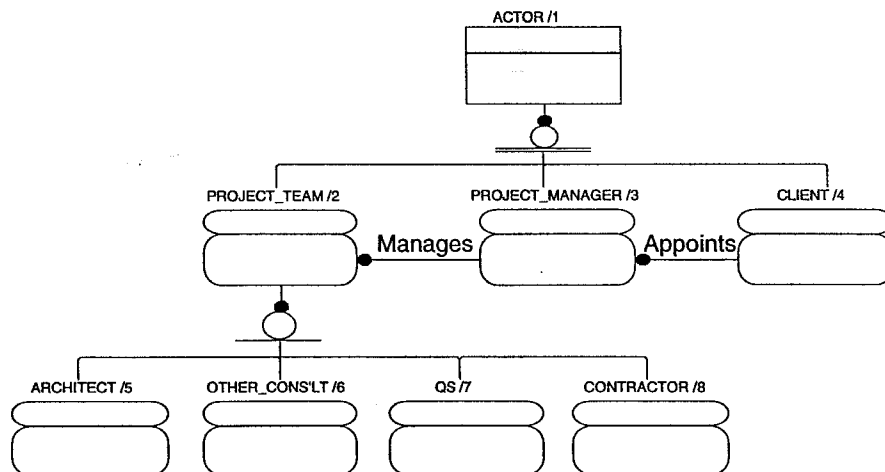 ACTOR /1
PROJECT_TEAM /2
PROJECT_MANAGER /3
CLIENT /4
Manages
Appoints
ARCHITECT /5
OTHER_CONS'LT /6
QS /7
CONTRACTOR /8